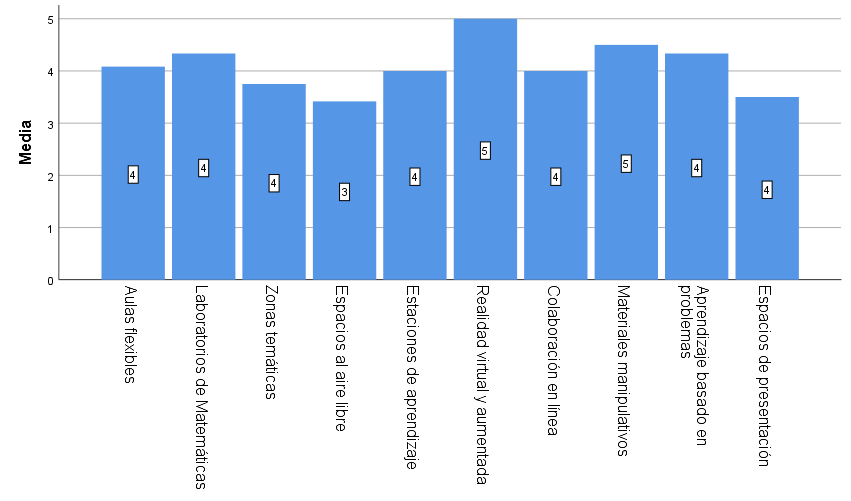 5
4
3
2
1
0
Media
4
4
4
3
4
5
4
5
4
4
Aulas flexibles
Laboratorios de Matemáticas
Zonas temáticas
Espacios al aire libre
Estaciones de aprendizaje
Realidad virtual y aumentada
Colaboración en línea
Materiales manipulativos
Aprendizaje basado en
problemas
Espacios de presentación